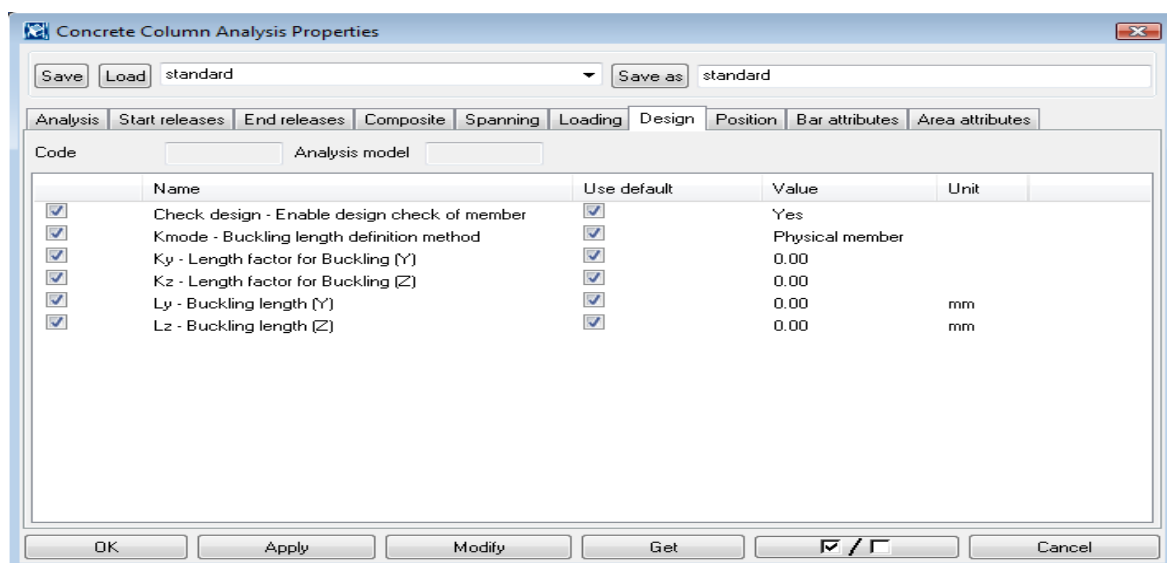 Concrete Column Analysis Properties
Save Load standard Save as standard
Analysis Start releases End releases Composite Spanning Loading Design Position Bar attributes Area attributes
Code Analysis model
Name Use default Value Unit
Check design - Enable design check of member Yes
Kmode - Buckling length definition method Physical member
Ky - Length factor for Buckling (Y) 0.00
Kz - Length factor for Buckling (Z) 0.00
Ly - Buckling length (Y) 0.00 mm
Lz - Buckling length (Z) 0.00 mm
OK Apply Modify Get / Cancel